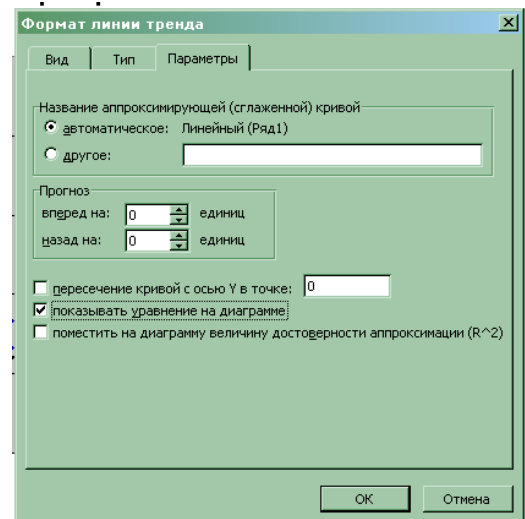 Формат линии тренда
Вид Тип Параметры
Название аппроксимирующей (сглаженной) кривой
автоматическое: Линейный (Ряд1)
другое:
Прогноз
вперед на: 0 единиц
назад на: 0 единиц
пересечение кривой с осью Y в точке: 0
показывать уравнение на диаграмме
поместить на диаграмму величину достоверности аппроксимации (R^2)
ОК Отмена